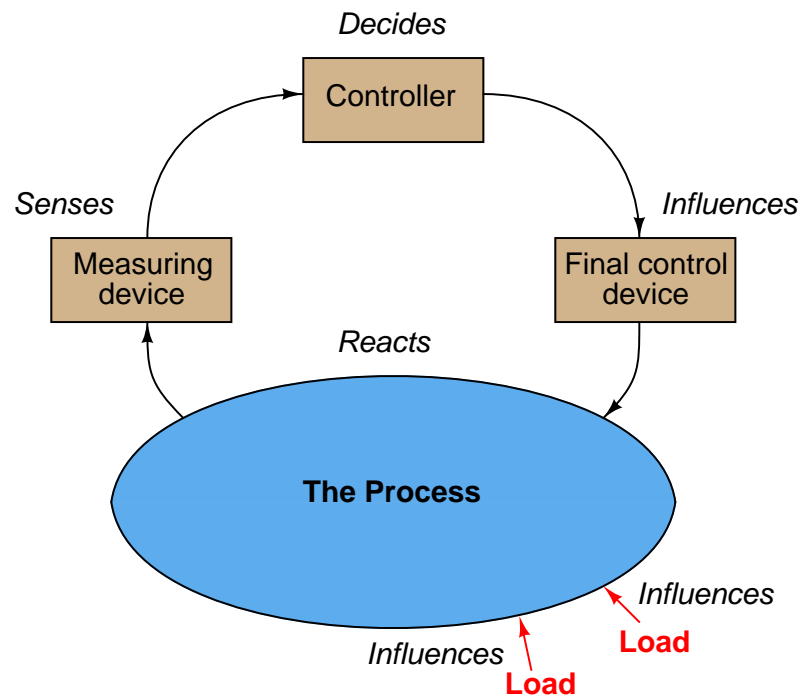 Decides
Controller
Senses
Influences
Measuring
device
Final control
device
Reacts
The Process
Influences
Load
Influences
Load